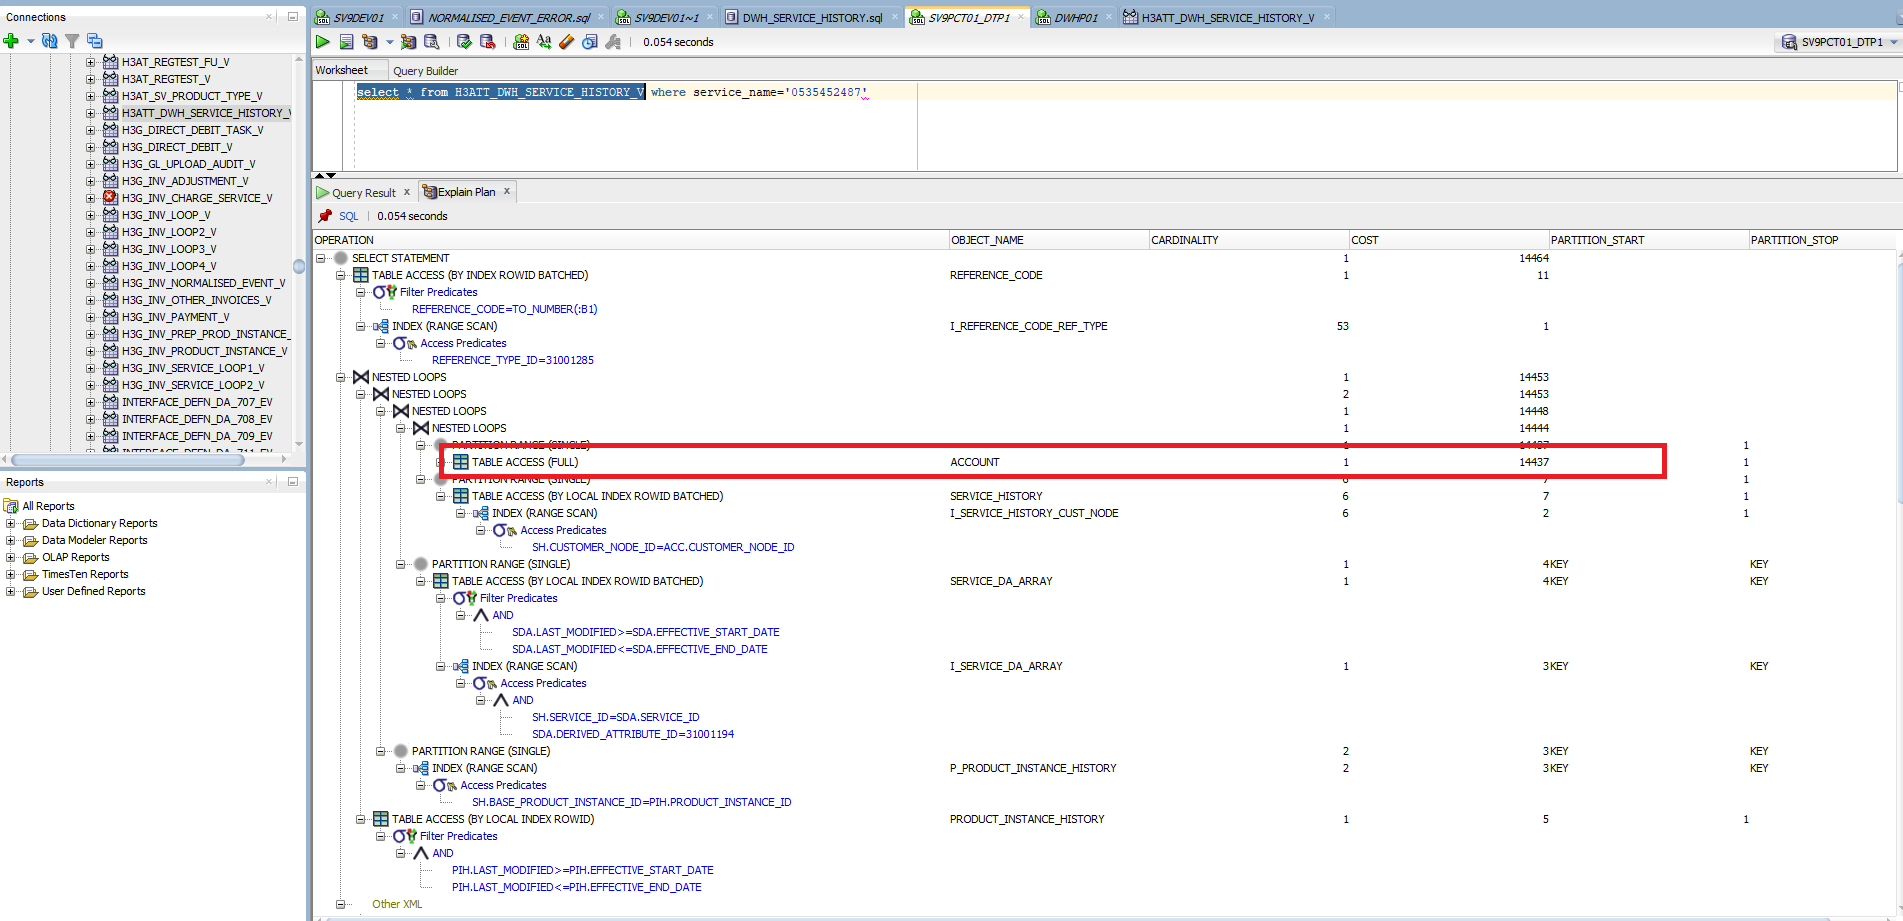 Connections
SV9DEV01
NORMALISED_EVENT_ERROR.sql
SV9DEV01~1
DWH_SERVICE_HISTORY.sql
SV9PCT01_DTP1
DWHP01
H3ATT_DWH_SERVICE_HISTORY_V
0.054 seconds
SV9PCT01_DTP1
Worksheet
Query Builder
select * from H3ATT_DWH_SERVICE_HISTORY_V where service_name='0535452487'
H3AT_REGTEST_FU_V
H3AT_REGTEST_V
H3AT_SV_PRODUCT_TYPE_V
H3ATT_DWH_SERVICE_HISTORY_V
H3G_DIRECT_DEBIT_TASK_V
H3G_DIRECT_DEBIT_V
H3G_GL_UPLOAD_AUDIT_V
H3G_INV_ADJUSTMENT_V
H3G_INV_CHARGE_SERVICE_V
H3G_INV_LOOP_V
H3G_INV_LOOP2_V
H3G_INV_LOOP3_V
H3G_INV_LOOP4_V
H3G_INV_NORMALISED_EVENT_V
H3G_INV_OTHER_INVOICES_V
H3G_INV_PAYMENT_V
H3G_INV_PREP_PROD_INSTANCE_
H3G_INV_PRODUCT_INSTANCE_V
H3G_INV_SERVICE_LOOP1_V
H3G_INV_SERVICE_LOOP2_V
INTERFACE_DEFN_DA_707_EV
INTERFACE_DEFN_DA_708_EV
INTERFACE_DEFN_DA_709_EV
INTERFACE_DEFN_DA_711_EV
Reports
All Reports
Data Dictionary Reports
Data Modeler Reports
OLAP Reports
TimesTen Reports
User Defined Reports
Query Result
Explain Plan
SQL
0.054 seconds
OPERATION OBJECT_NAME CARDINALITY COST PARTITION_START PARTITION_STOP
SELECT STATEMENT 1 14464
TABLE ACCESS (BY INDEX ROWID BATCHED) REFERENCE_CODE 1 11
Filter Predicates
REFERENCE_CODE=TO_NUMBER(:B1)
INDEX (RANGE SCAN) I_REFERENCE_CODE_REF_TYPE 53 1
Access Predicates
REFERENCE_TYPE_ID=31001285
NESTED LOOPS 1 14453
NESTED LOOPS 2 14453
NESTED LOOPS 1 14448
NESTED LOOPS 1 14444
PARTITION RANGE (SINGLE) 1 14437 1
TABLE ACCESS (FULL) ACCOUNT 1 14437 1
PARTITION RANGE (SINGLE) 6 7 1
TABLE ACCESS (BY LOCAL INDEX ROWID BATCHED) SERVICE_HISTORY 6 7 1
INDEX (RANGE SCAN) I_SERVICE_HISTORY_CUST_NODE 6 2 1
Access Predicates
SH.CUSTOMER_NODE_ID=ACC.CUSTOMER_NODE_ID
PARTITION RANGE (SINGLE) 1 4 KEY KEY
TABLE ACCESS (BY LOCAL INDEX ROWID BATCHED) SERVICE_DA_ARRAY 1 4 KEY KEY
Filter Predicates
AND
SDA.LAST_MODIFIED>=SDA.EFFECTIVE_START_DATE
SDA.LAST_MODIFIED<=SDA.EFFECTIVE_END_DATE
INDEX (RANGE SCAN) I_SERVICE_DA_ARRAY 1 3 KEY KEY
Access Predicates
AND
SH.SERVICE_ID=SDA.SERVICE_ID
SDA.DERIVED_ATTRIBUTE_ID=31001194
PARTITION RANGE (SINGLE) 2 3 KEY KEY
INDEX (RANGE SCAN) P_PRODUCT_INSTANCE_HISTORY 2 3 KEY KEY
Access Predicates
SH.BASE_PRODUCT_INSTANCE_ID=PIH.PRODUCT_INSTANCE_ID
TABLE ACCESS (BY LOCAL INDEX ROWID) PRODUCT_INSTANCE_HISTORY 1 5 1
Filter Predicates
AND
PIH.LAST_MODIFIED>=PIH.EFFECTIVE_START_DATE
PIH.LAST_MODIFIED<=PIH.EFFECTIVE_END_DATE
Other XML